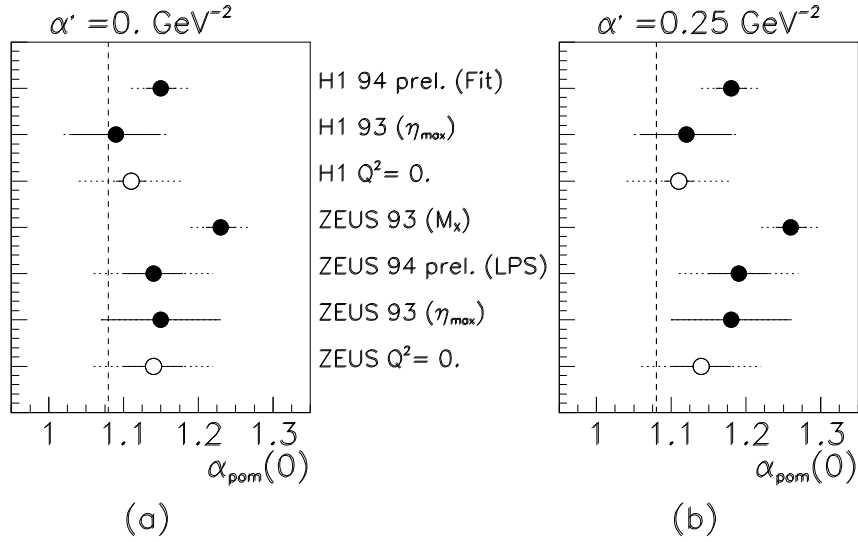 α' =0. GeV⁻²
α' =0.25 GeV⁻²
H1 94 prel. (Fit)
H1 93 (η_max)
H1 Q²= 0.
ZEUS 93 (M_x)
ZEUS 94 prel. (LPS)
ZEUS 93 (η_max)
ZEUS Q²= 0.
1 1.1 1.2 1.3
1 1.1 1.2 1.3
α_pom(0)
α_pom(0)
(a)
(b)